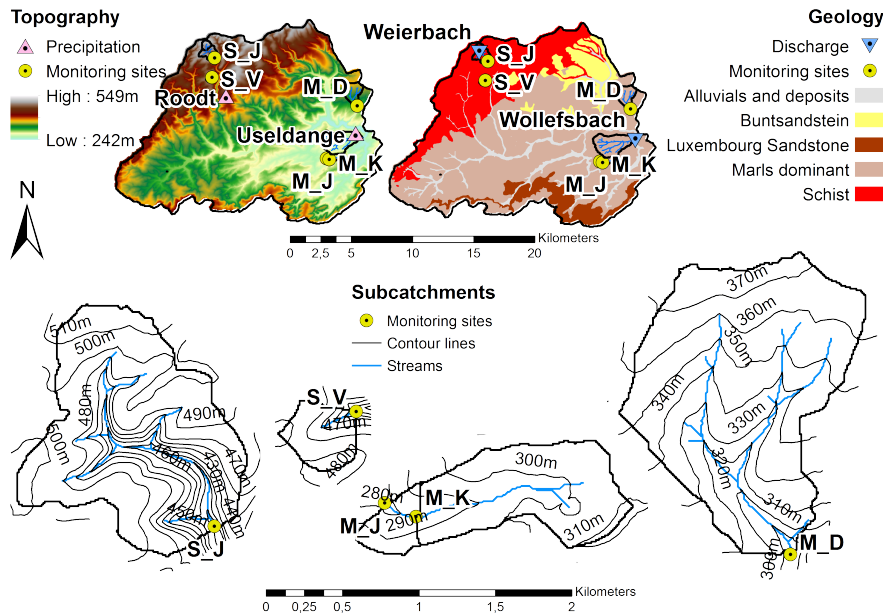 Topography
Precipitation
Monitoring sites
High : 549m
Low : 242m
S_J
S_V
Roodt
M_D
Useldange
M_K
M_J
Weierbach
S_J
S_V
M_D
Wollefsbach
M_K
M_J
Geology
Discharge
Monitoring sites
Alluvials and deposits
Buntsandstein
Luxembourg Sandstone
Marls dominant
Schist
N
Kilometers
0 2,5 5 10 15 20
Subcatchments
Monitoring sites
Contour lines
Streams
510m
500m
480m
490m
500m
460m
430m
470m
440m
450m
S_J
S_V
470m
480m
280m
M_K
300m
M_J
290m
310m
370m
360m
350m
340m
330m
320m
310m
300m
M_D
Kilometers
0 0,25 0,5 1 1,5 2